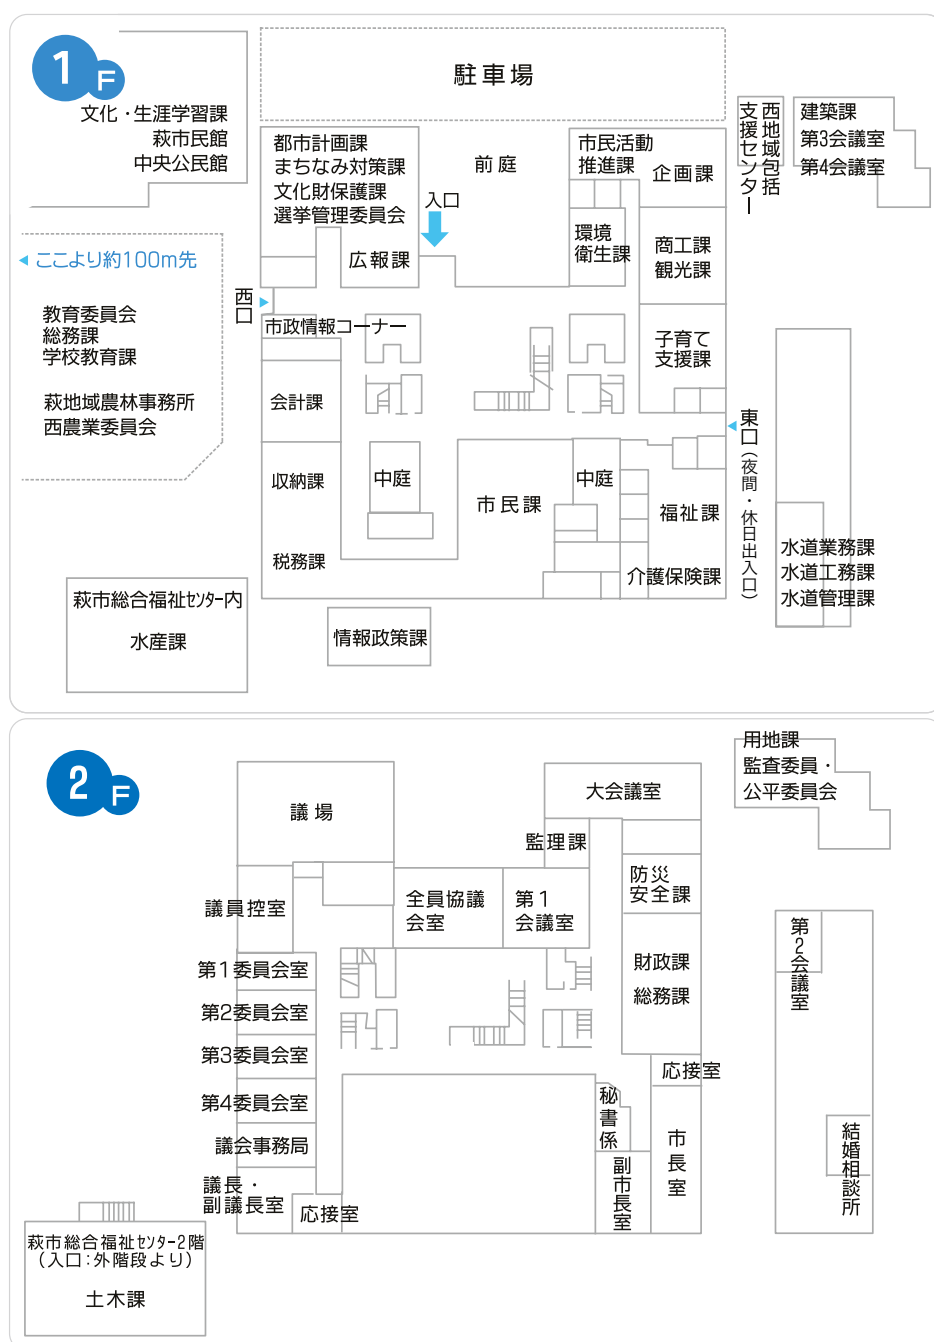 1F
文化・生涯学習課
萩市民館
中央公民館
駐車場
都市計画課
まちなみ対策課
文化財保護課
選挙管理委員会
広報課
前庭
入口
市民活動
推進課
企画課
環境
衛生課
商工課
観光課
子育て
支援課
西地域包括
支援センター
建築課
第3会議室
第4会議室
ここより約100m先
教育委員会
総務課
学校教育課
萩地域農林事務所
西農業委員会
西口
市政情報コーナー
会計課
収納課
税務課
中庭
市民課
中庭
福祉課
介護保険課
東口(夜間・休日出入口)
水道業務課
水道工務課
水道管理課
萩市総合福祉センター内
水産課
情報政策課
2F
議場
大会議室
監理課
用地課
監査委員・
公平委員会
議員控室
全員協議
会室
第1
会議室
防災
安全課
財政課
総務課
第2会議室
第1委員会室
第2委員会室
第3委員会室
第4委員会室
議会事務局
議長・
副議長室
応接室
応接室
秘書係
副市長室
市長室
結婚相談所
萩市総合福祉センター2階
(入口:外階段より)
土木課